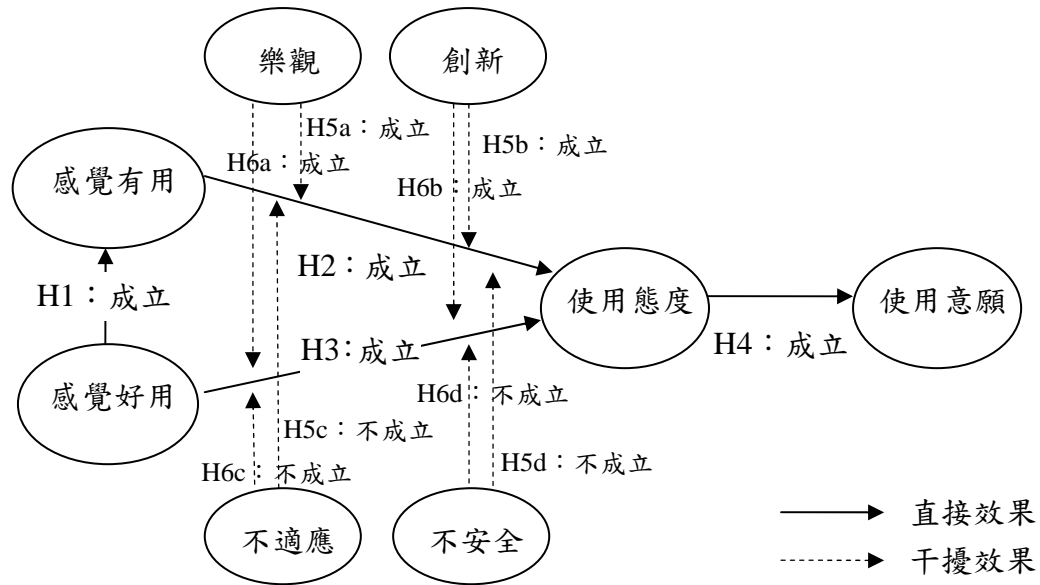 樂觀
創新
H5a：成立
H5b：成立
H6a：成立
H6b：成立
感覺有用
H2：成立
H1：成立
使用態度
使用意願
H3:成立
H4：成立
感覺好用
H6d：不成立
H5c：不成立
H6c：不成立
H5d：不成立
不適應
不安全
直接效果
干擾效果